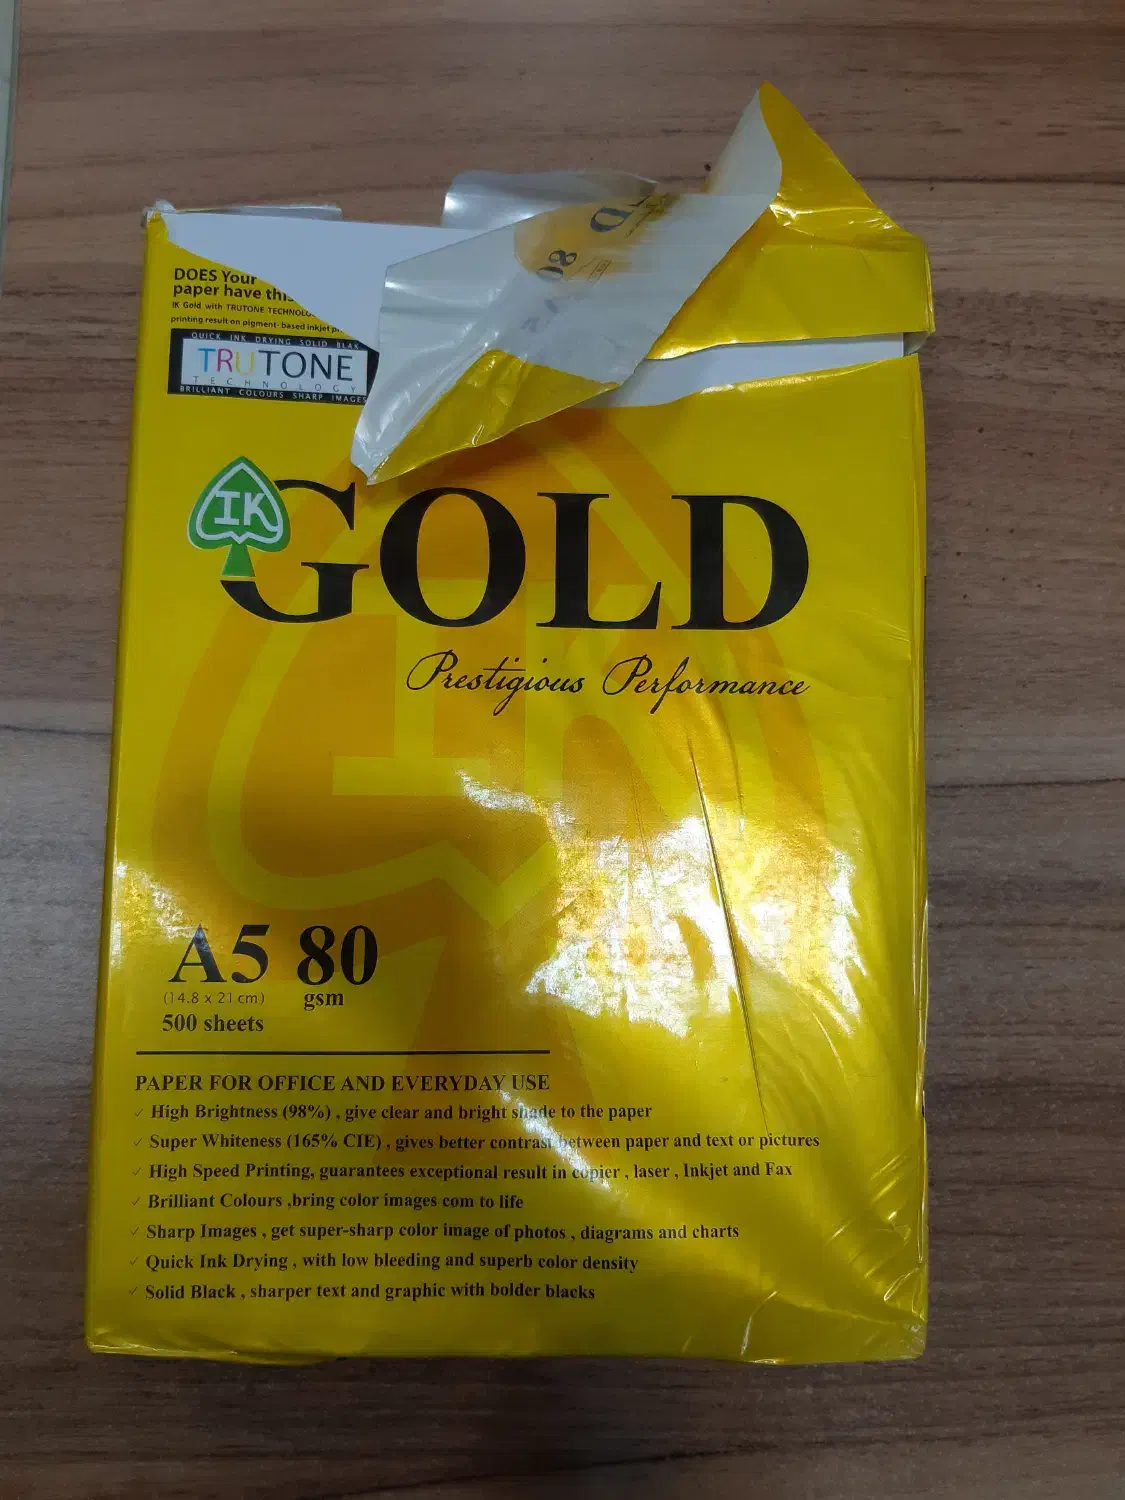 DOES Your
paper have this
IK Gold with TRUTONE
printing result on pigment- based inkjet
QUICK INK DRYING SOLID BLAK
TRUTONE
TECHNOLOGY
BRILLIANT COLOURS SHARP IMAGES
80
IK
GOLD
Prestigious Performance
A5 80
(14.8 x 21 cm) gsm
500 sheets
PAPER FOR OFFICE AND EVERYDAY USE
✓ High Brightness (98%) , give clear and bright shade to the paper
✓ Super Whiteness (165% CIE) , gives better contrast between paper and text or pictures
✓ High Speed Printing, guarantees exceptional result in copier , laser , Inkjet and Fax
✓ Brilliant Colours ,bring color images com to life
✓ Sharp Images , get super-sharp color image of photos , diagrams and charts
✓ Quick Ink Drying , with low bleeding and superb color density
✓ Solid Black , sharper text and graphic with bolder blacks